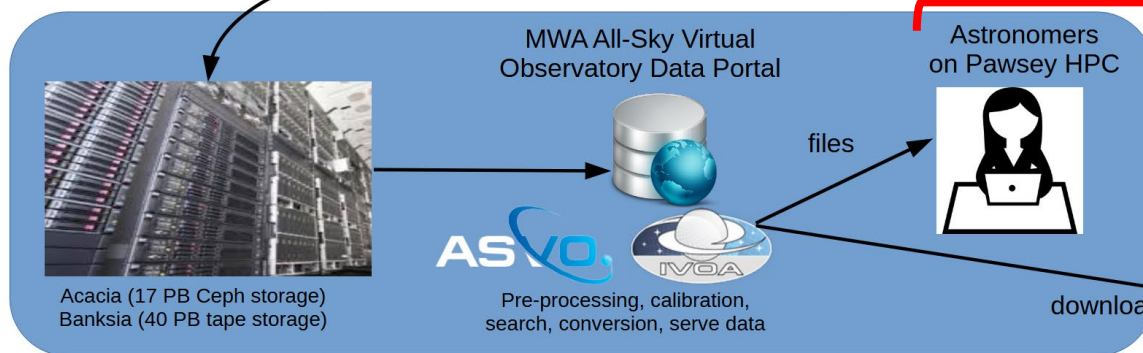 MWA All-Sky Virtual
Observatory Data Portal
Astronomers
on Pawsey HPC
files
ASVO
IVOA
Acacia (17 PB Ceph storage)
Banksia (40 PB tape storage)
Pre-processing, calibration,
search, conversion, serve data
downloa